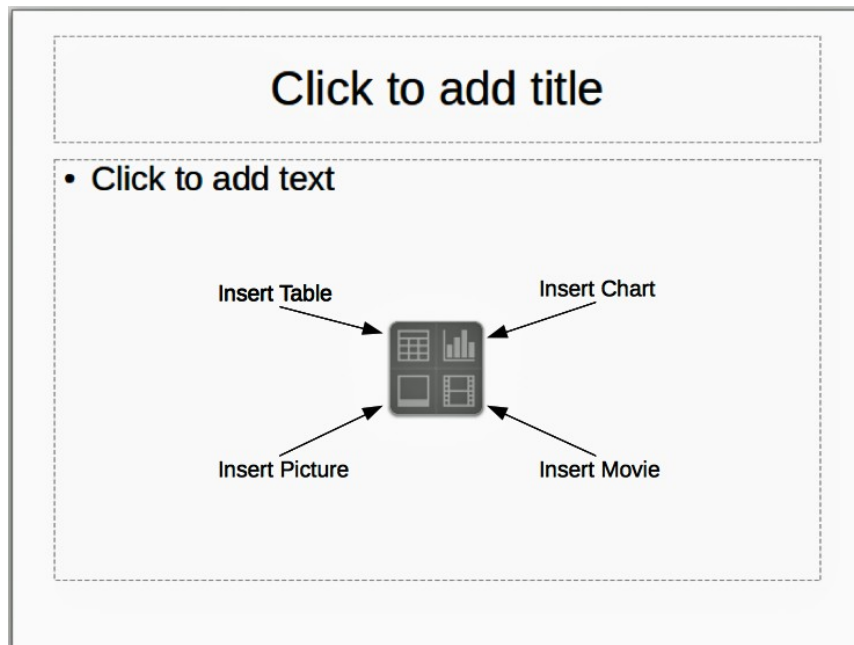 Click to add title
• Click to add text
Insert Table
Insert Chart
Insert Picture
Insert Movie